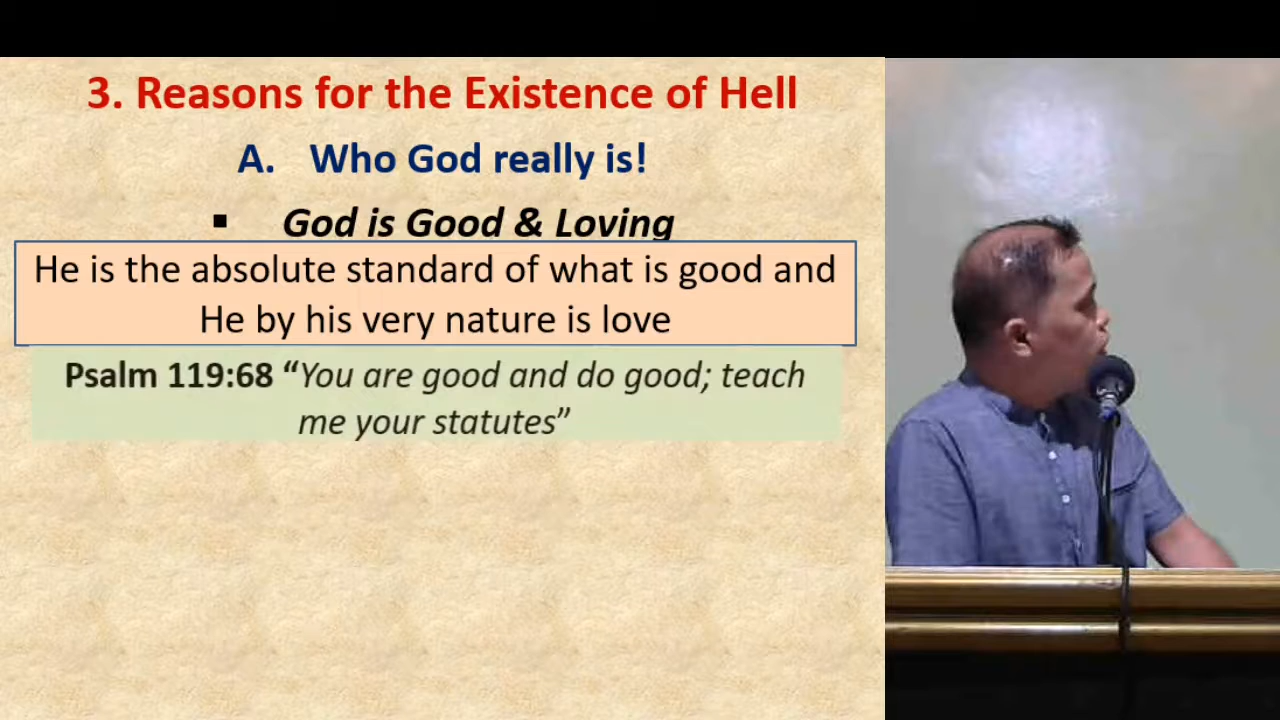 3. Reasons for the Existence of Hell
A. Who God really is!
▪ God is Good & Loving
He is the absolute standard of what is good and
He by his very nature is love
Psalm 119:68 “You are good and do good; teach
me your statutes”